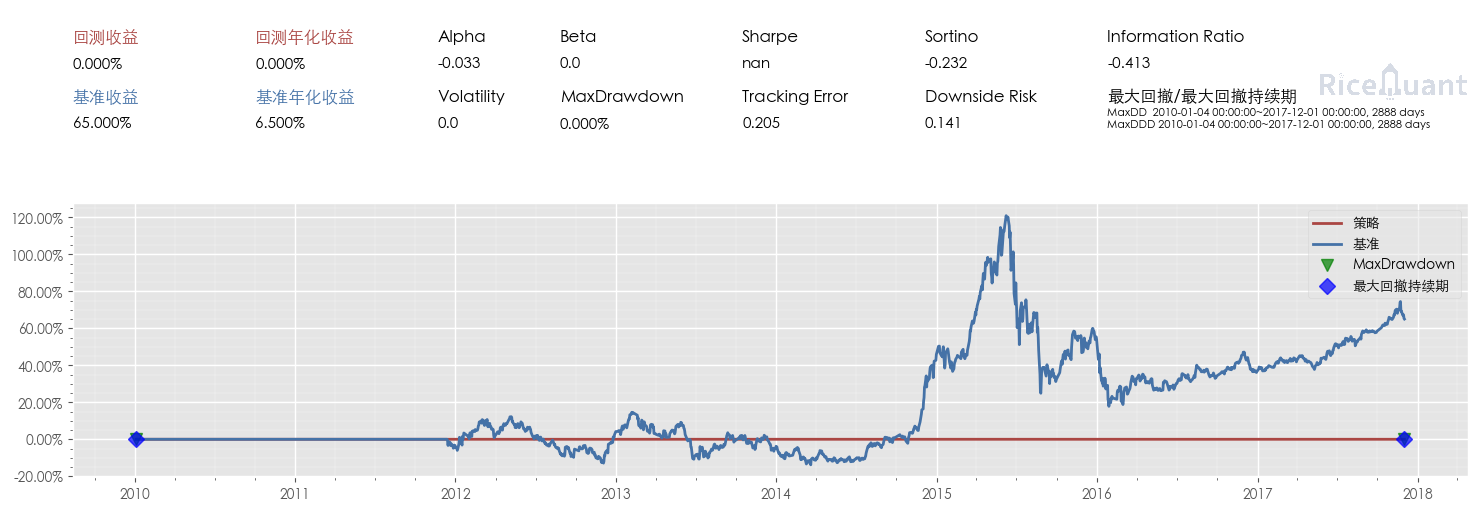 回测收益 回测年化收益 Alpha Beta Sharpe Sortino Information Ratio
0.000% 0.000% -0.033 0.0 nan -0.232 -0.413
RiceQuant
基准收益 基准年化收益 Volatility MaxDrawdown Tracking Error Downside Risk 最大回撤/最大回撤持续期
65.000% 6.500% 0.0 0.000% 0.205 0.141
MaxDD 2010-01-04 00:00:00~2017-12-01 00:00:00, 2888 days
MaxDDD 2010-01-04 00:00:00~2017-12-01 00:00:00, 2888 days
120.00%
100.00%
80.00%
60.00%
40.00%
20.00%
0.00%
-20.00%
策略
基准
MaxDrawdown
最大回撤持续期
2010 2011 2012 2013 2014 2015 2016 2017 2018